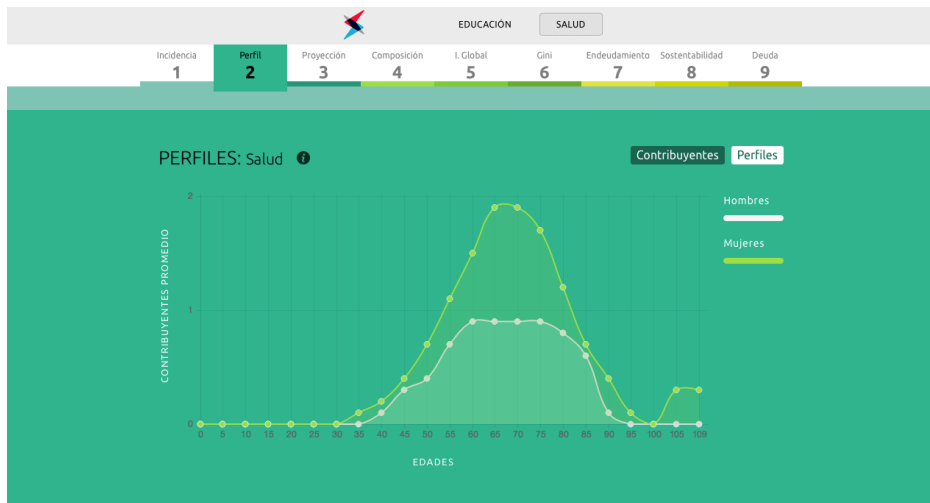 EDUCACIÓN SALUD
Incidencia Perfil Proyección Composición I. Global Gini Endeudamiento Sostentabilidad Deuda
1 2 3 4 5 6 7 8 9
PERFILES: Salud i
Contribuyentes Perfiles
Hombres
Mujeres
CONTRIBUYENTES PROMEDIO
2
1
0
0 5 10 15 20 25 30 35 40 45 50 55 60 65 70 75 80 85 90 95 100 105 109
EDADES